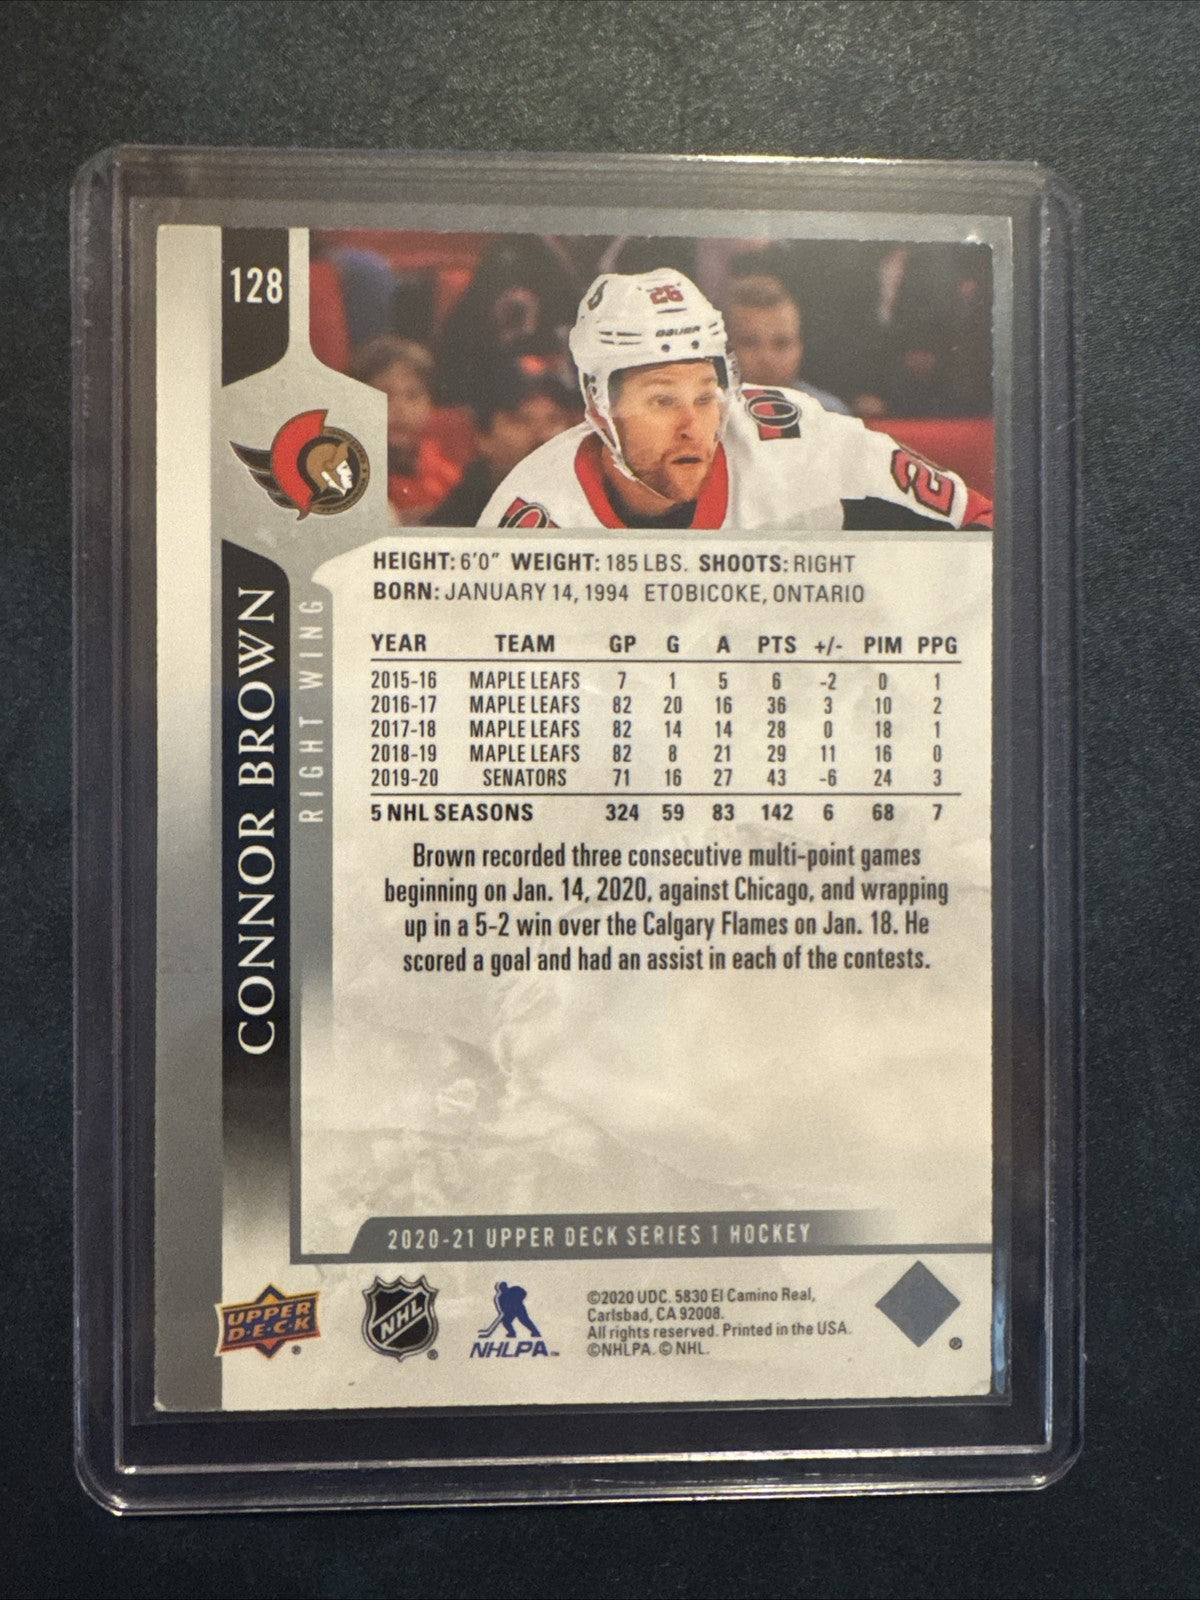 128
26
BAUER
26
CONNOR BROWN
RIGHT WING
HEIGHT: 6'0" WEIGHT: 185 LBS. SHOOTS: RIGHT
BORN: JANUARY 14, 1994 ETOBICOKE, ONTARIO
YEAR TEAM GP G A PTS +/- PIM PPG
2015-16 MAPLE LEAFS 7 1 5 6 -2 0 1
2016-17 MAPLE LEAFS 82 20 16 36 3 10 2
2017-18 MAPLE LEAFS 82 14 14 28 0 18 1
2018-19 MAPLE LEAFS 82 8 21 29 11 16 0
2019-20 SENATORS 71 16 27 43 -6 24 3
5 NHL SEASONS 324 59 83 142 6 68 7
Brown recorded three consecutive multi-point games
beginning on Jan. 14, 2020, against Chicago, and wrapping
up in a 5-2 win over the Calgary Flames on Jan. 18. He
scored a goal and had an assist in each of the contests.
2020-21 UPPER DECK SERIES 1 HOCKEY
UPPER
D·E·C·K ®
NHL ®
NHLPA™
©2020 UDC. 5830 El Camino Real,
Carlsbad, CA 92008.
All rights reserved. Printed in the USA.
©NHLPA. © NHL.
®